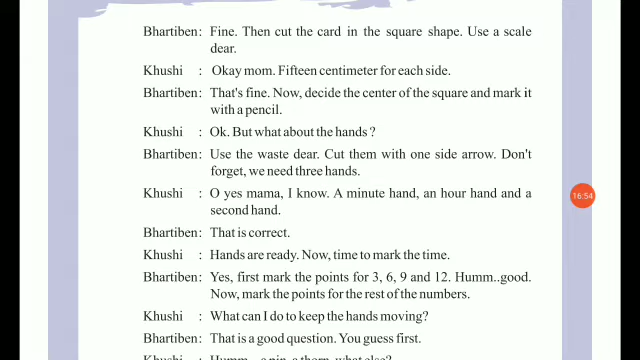 Bhartiben: Fine. Then cut the card in the square shape. Use a scale
dear.
Khushi : Okay mom. Fifteen centimeter for each side.
Bhartiben: That's fine. Now, decide the center of the square and mark it
with a pencil.
Khushi : Ok. But what about the hands ?
Bhartiben: Use the waste dear. Cut them with one side arrow. Don't
forget, we need three hands.
Khushi : O yes mama, I know. A minute hand, an hour hand and a
second hand.
16:54
Bhartiben: That is correct.
Khushi : Hands are ready. Now, time to mark the time.
Bhartiben: Yes, first mark the points for 3, 6, 9 and 12. Humm..good.
Now, mark the points for the rest of the numbers.
Khushi : What can I do to keep the hands moving?
Bhartiben: That is a good question. You guess first.
Khushi : Humm a pin, a thorn, what else?